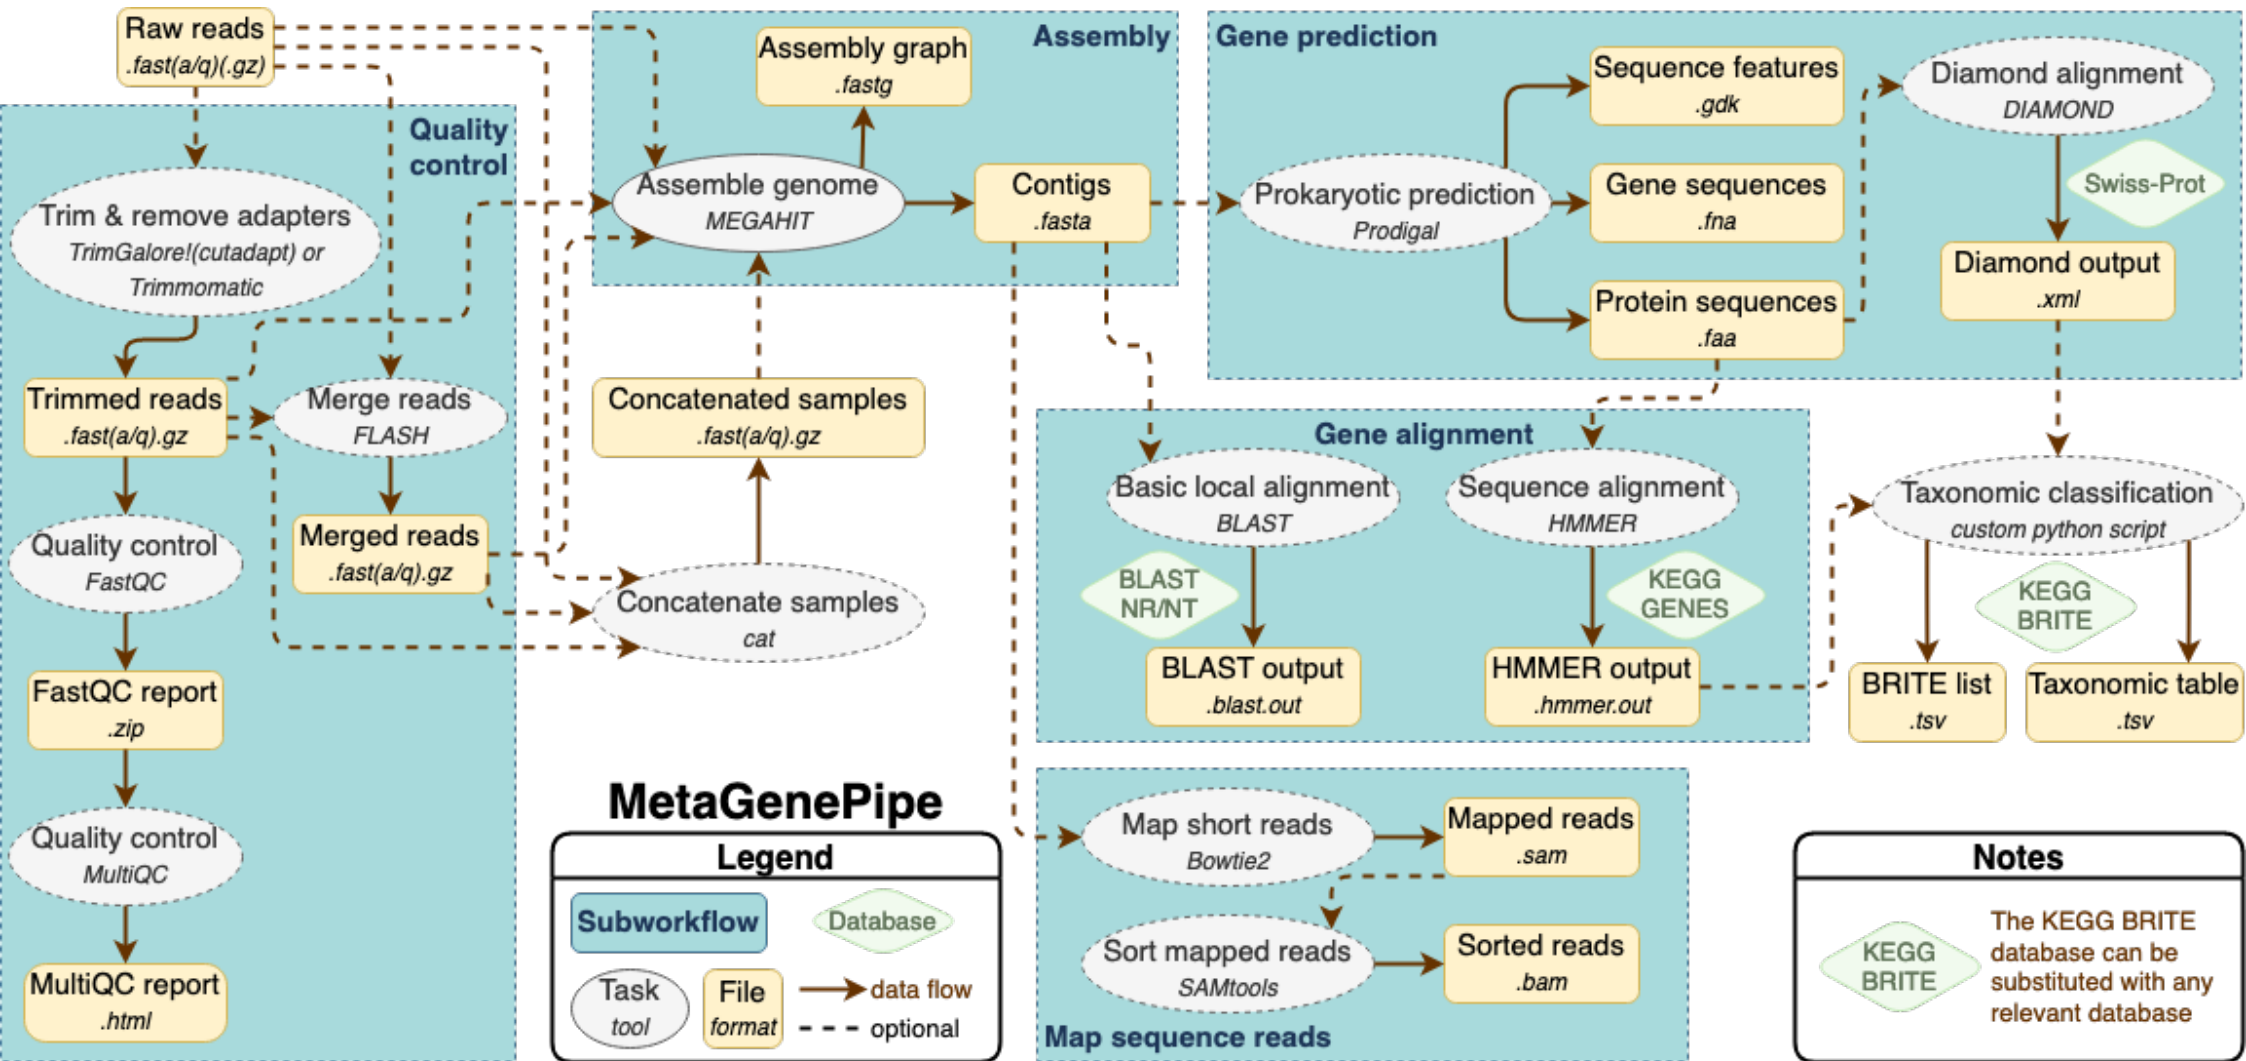 Raw reads
.fast(a/q)(.gz)
Quality
control
Trim & remove adapters
TrimGalore!(cutadapt) or
Trimmomatic
Trimmed reads
.fast(a/q).gz
Merge reads
FLASH
Quality control
FastQC
Merged reads
.fast(a/q).gz
FastQC report
.zip
Quality control
MultiQC
MultiQC report
.html
Assembly
Assembly graph
.fastg
Assemble genome
MEGAHIT
Contigs
.fasta
Concatenated samples
.fast(a/q).gz
Concatenate samples
cat
Gene prediction
Prokaryotic prediction
Prodigal
Sequence features
.gdk
Gene sequences
.fna
Protein sequences
.faa
Diamond alignment
DIAMOND
Swiss-Prot
Diamond output
.xml
Gene alignment
Basic local alignment
BLAST
BLAST
NR/NT
BLAST output
.blast.out
Sequence alignment
HMMER
KEGG
GENES
HMMER output
.hmmer.out
Taxonomic classification
custom python script
KEGG
BRITE
BRITE list
.tsv
Taxonomic table
.tsv
Map short reads
Bowtie2
Mapped reads
.sam
Sort mapped reads
SAMtools
Sorted reads
.bam
Map sequence reads
MetaGenePipe
Legend
Subworkflow
Database
Task
tool
File
format
data flow
optional
Notes
KEGG
BRITE
The KEGG BRITE
database can be
substituted with any
relevant database